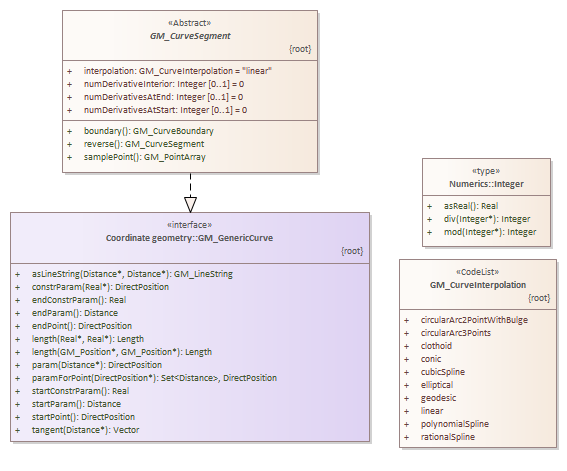 «Abstract»
GM_CurveSegment
{root}
+ interpolation: GM_CurveInterpolation = "linear"
+ numDerivativeInterior: Integer [0..1] = 0
+ numDerivativesAtEnd: Integer [0..1] = 0
+ numDerivativesAtStart: Integer [0..1] = 0
+ boundary(): GM_CurveBoundary
+ reverse(): GM_CurveSegment
+ samplePoint(): GM_PointArray
«interface»
Coordinate geometry::GM_GenericCurve
{root}
+ asLineString(Distance*, Distance*): GM_LineString
+ constrParam(Real*): DirectPosition
+ endConstrParam(): Real
+ endParam(): Distance
+ endPoint(): DirectPosition
+ length(Real*, Real*): Length
+ length(GM_Position*, GM_Position*): Length
+ param(Distance*): DirectPosition
+ paramForPoint(DirectPosition*): Set<Distance>, DirectPosition
+ startConstrParam(): Real
+ startParam(): Distance
+ startPoint(): DirectPosition
+ tangent(Distance*): Vector
«type»
Numerics::Integer
+ asReal(): Real
+ div(Integer*): Integer
+ mod(Integer*): Integer
«CodeList»
GM_CurveInterpolation
{root}
+ circularArc2PointWithBulge
+ circularArc3Points
+ clothoid
+ conic
+ cubicSpline
+ elliptical
+ geodesic
+ linear
+ polynomialSpline
+ rationalSpline